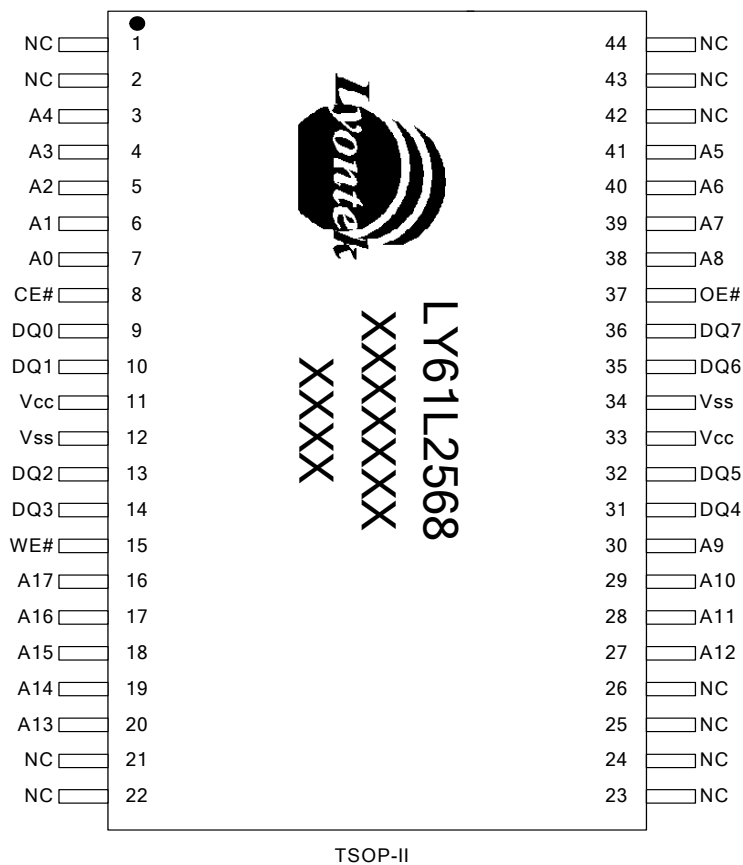 NC 1 44 NC
NC 2 43 NC
A4 3 42 NC
A3 4 41 A5
A2 5 40 A6
A1 6 39 A7
A0 7 38 A8
CE# 8 37 OE#
DQ0 9 36 DQ7
DQ1 10 35 DQ6
Vcc 11 34 Vss
Vss 12 33 Vcc
DQ2 13 32 DQ5
DQ3 14 31 DQ4
WE# 15 30 A9
A17 16 29 A10
A16 17 28 A11
A15 18 27 A12
A14 19 26 NC
A13 20 25 NC
NC 21 24 NC
NC 22 23 NC
Lyontek
LY61L2568
XXXXXXXX
XXXX
TSOP-II